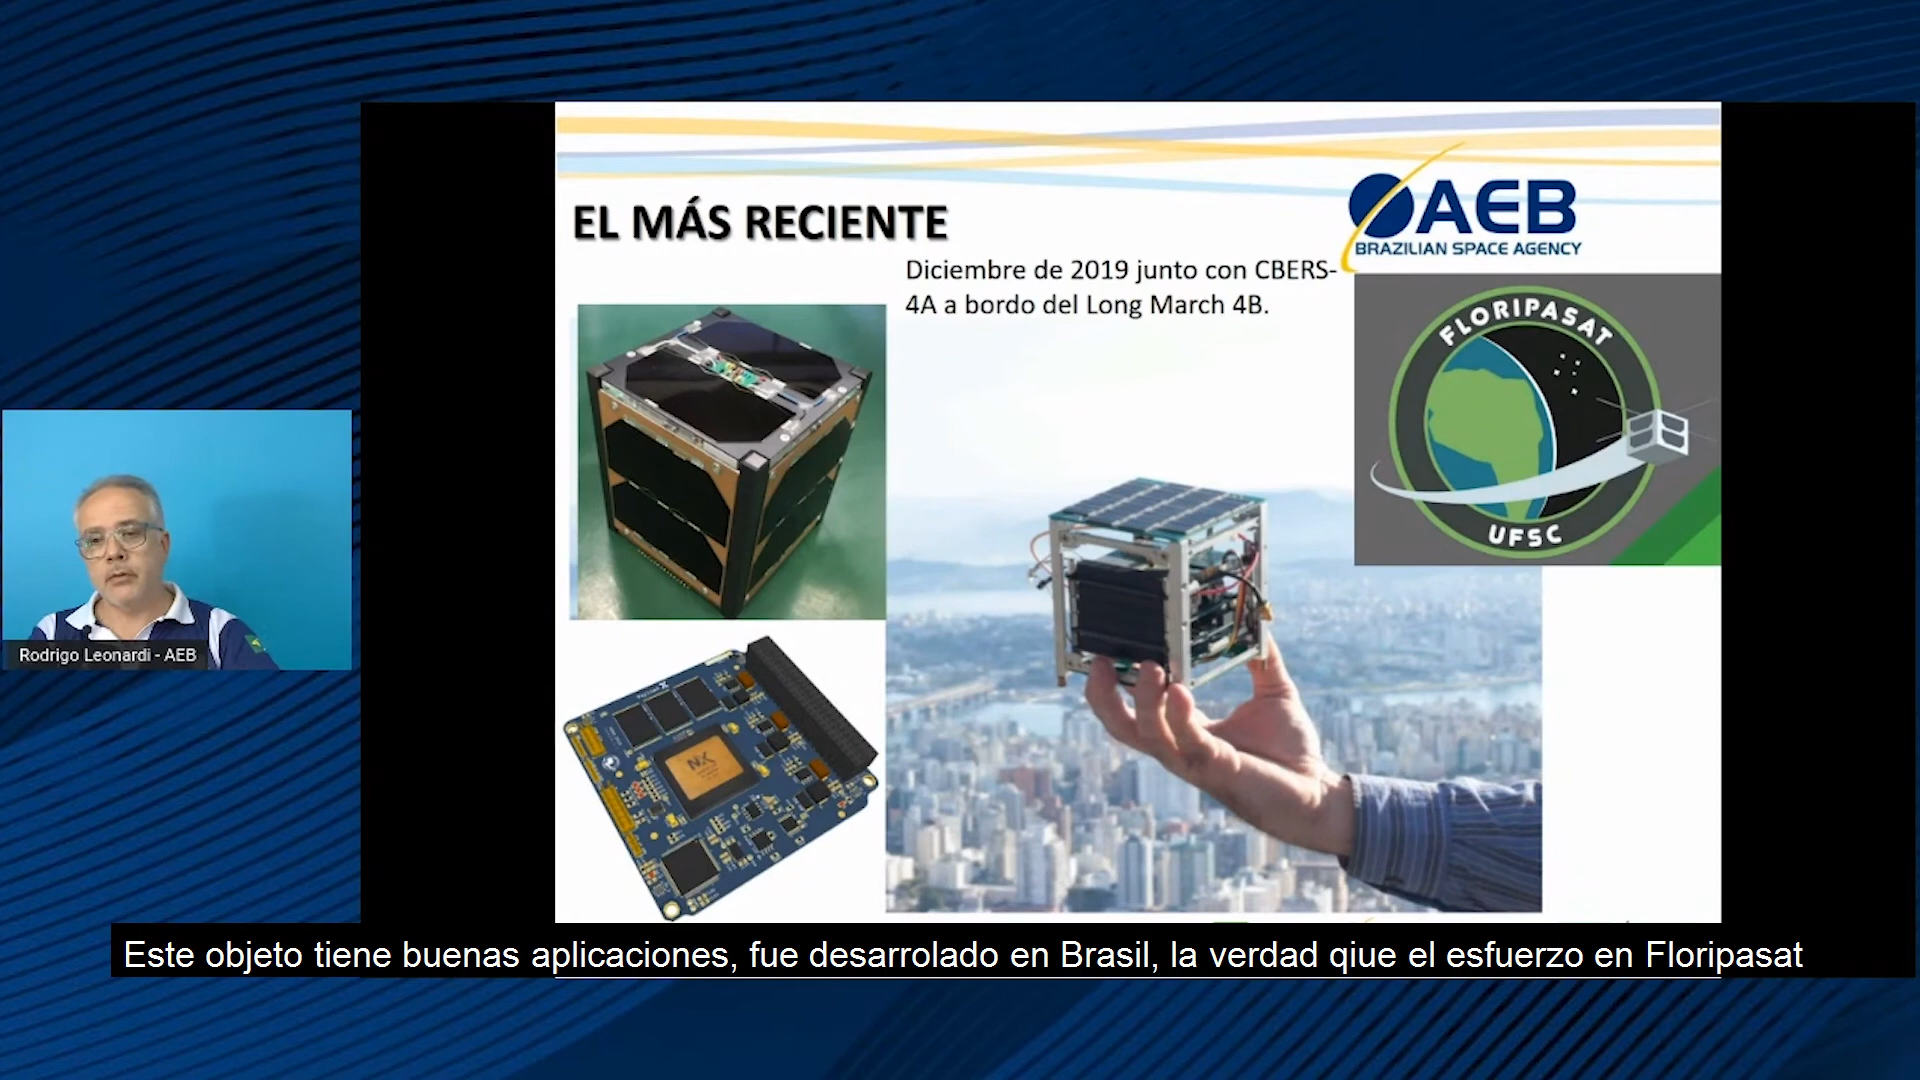 EL MÁS RECIENTE
AEB
BRAZILIAN SPACE AGENCY
Diciembre de 2019 junto con CBERS-
4A a bordo del Long March 4B.
FLORIPASAT
UFSC
NX
Rodrigo Leonardi - AEB
Este objeto tiene buenas aplicaciones, fue desarrolado en Brasil, la verdad qiue el esfuerzo en Floripasat